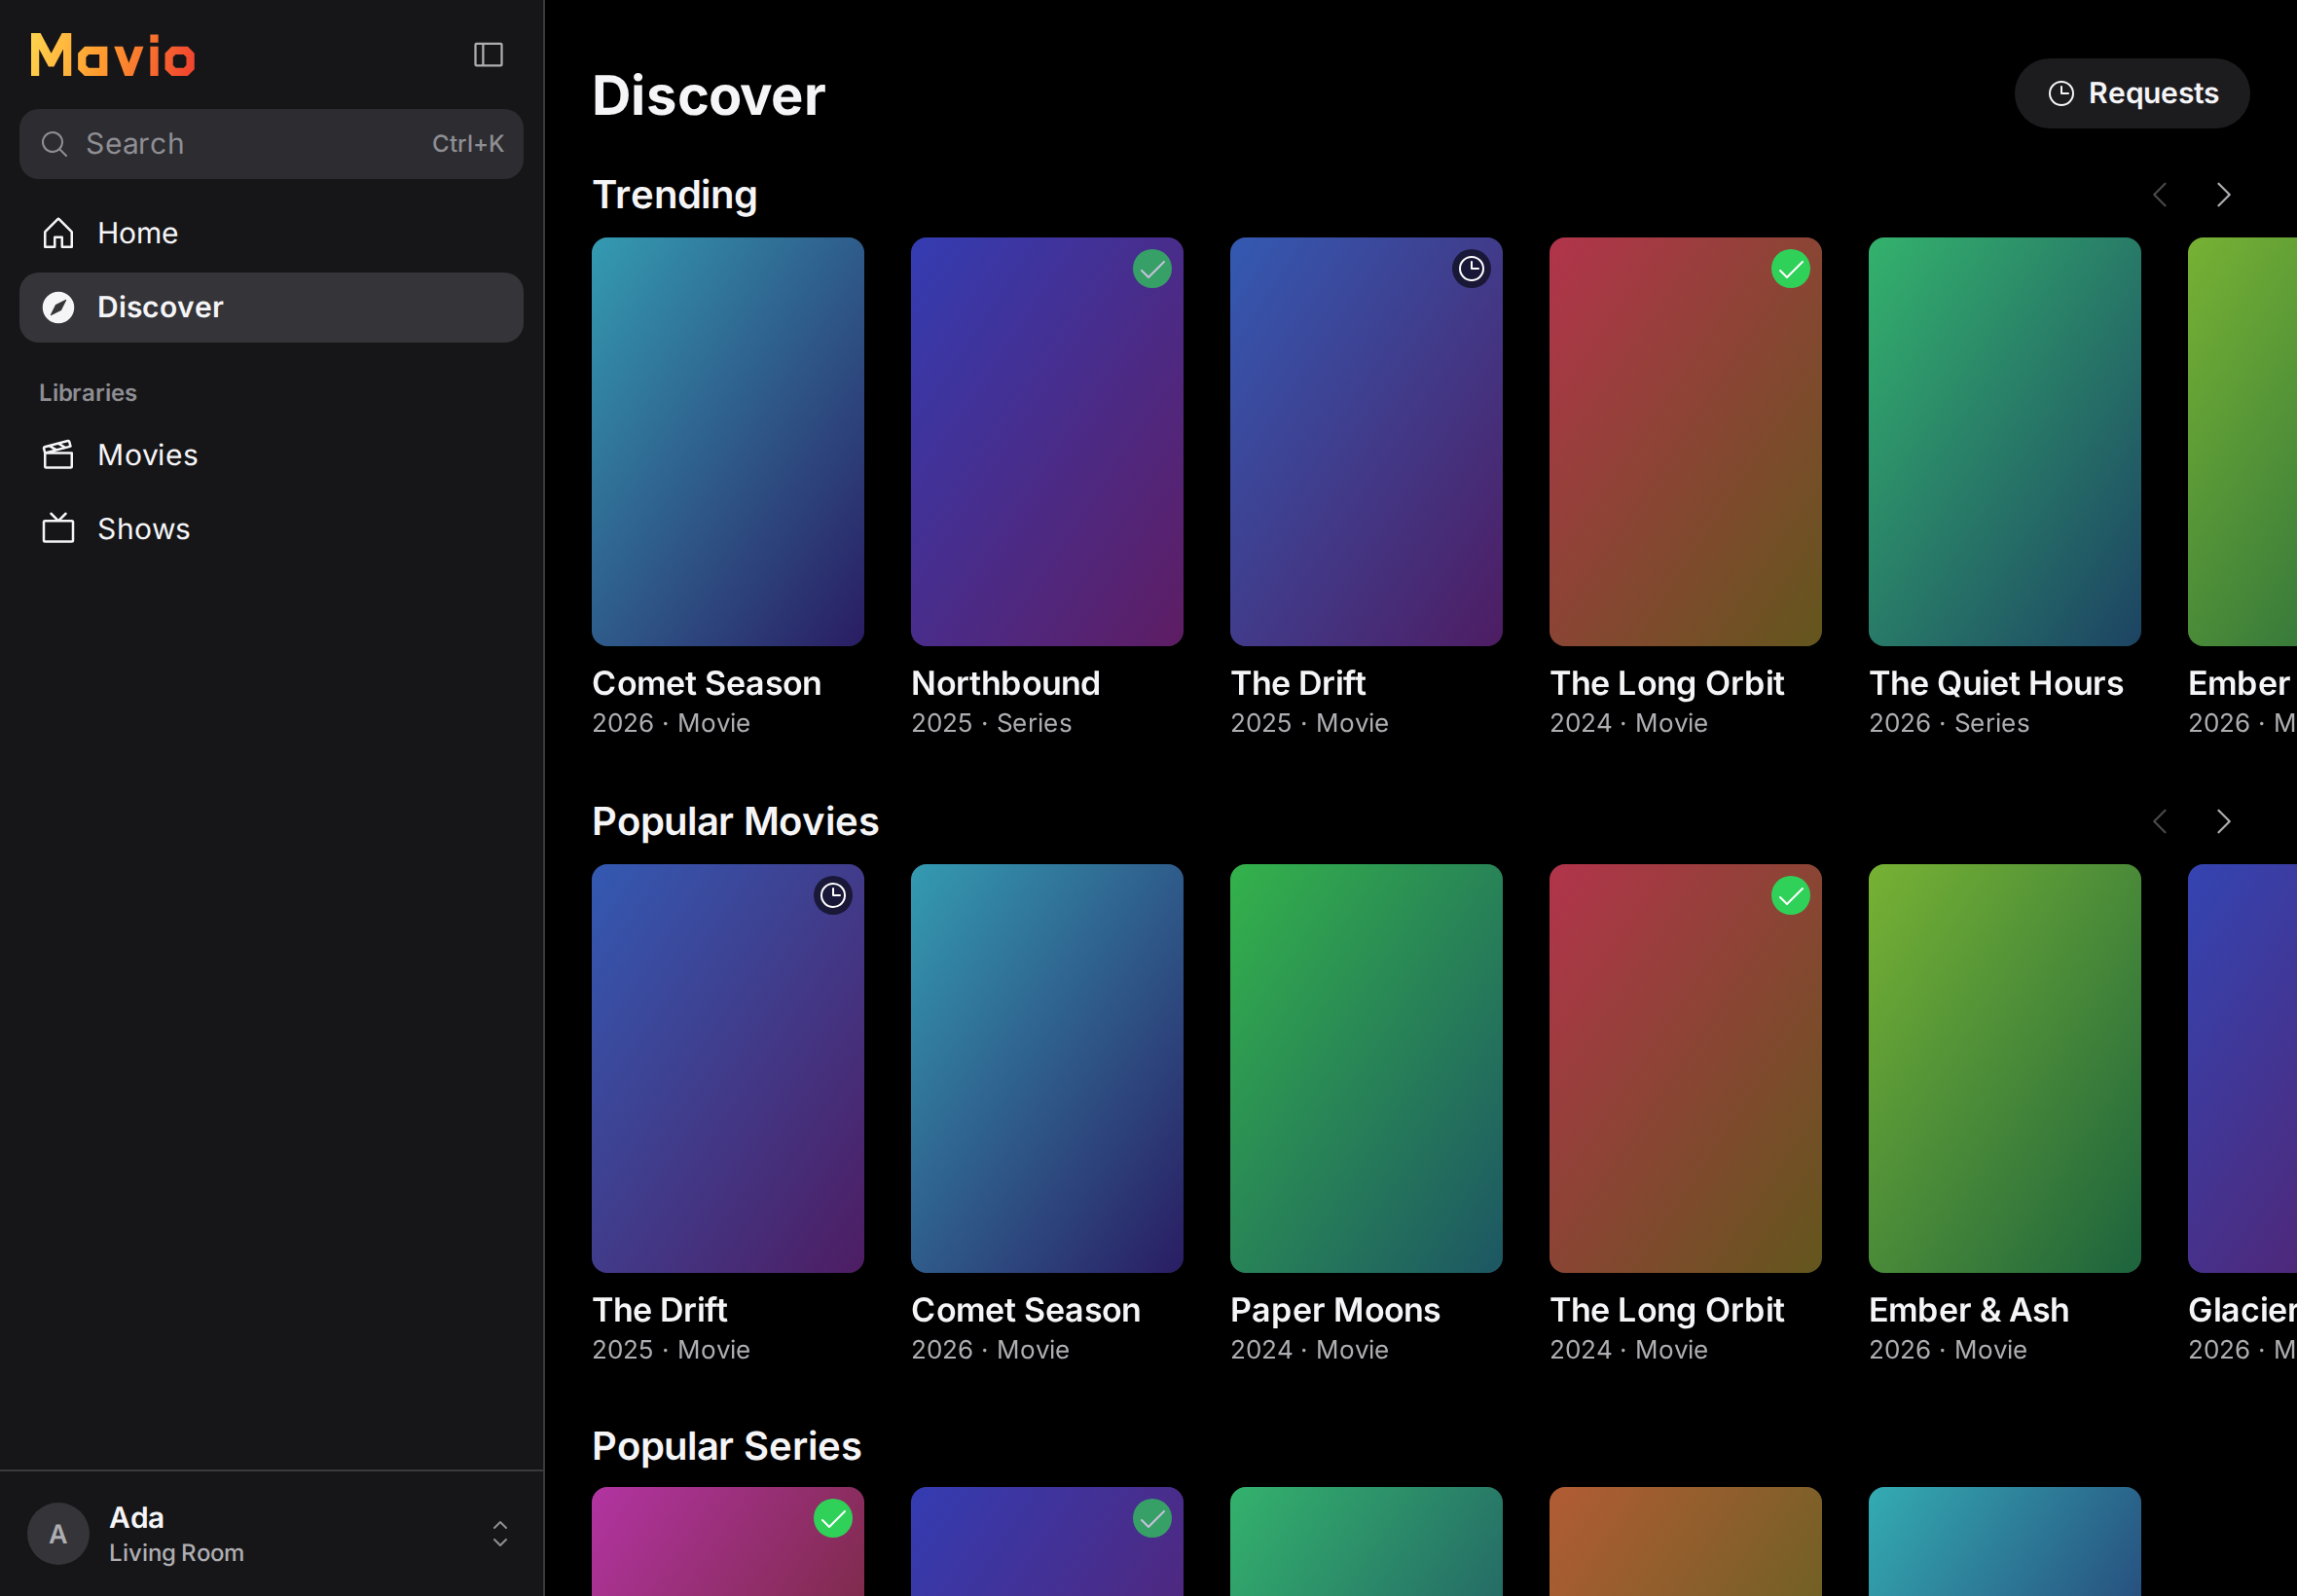 Mavio
Search
Ctrl+K
Home
Discover
Libraries
Movies
Shows
A
Ada
Living Room
Discover
Requests
Trending
Comet Season
2026 · Movie
Northbound
2025 · Series
The Drift
2025 · Movie
The Long Orbit
2024 · Movie
The Quiet Hours
2026 · Series
Ember
2026 · M
Popular Movies
The Drift
2025 · Movie
Comet Season
2026 · Movie
Paper Moons
2024 · Movie
The Long Orbit
2024 · Movie
Ember & Ash
2026 · Movie
Glacier
2026 · M
Popular Series